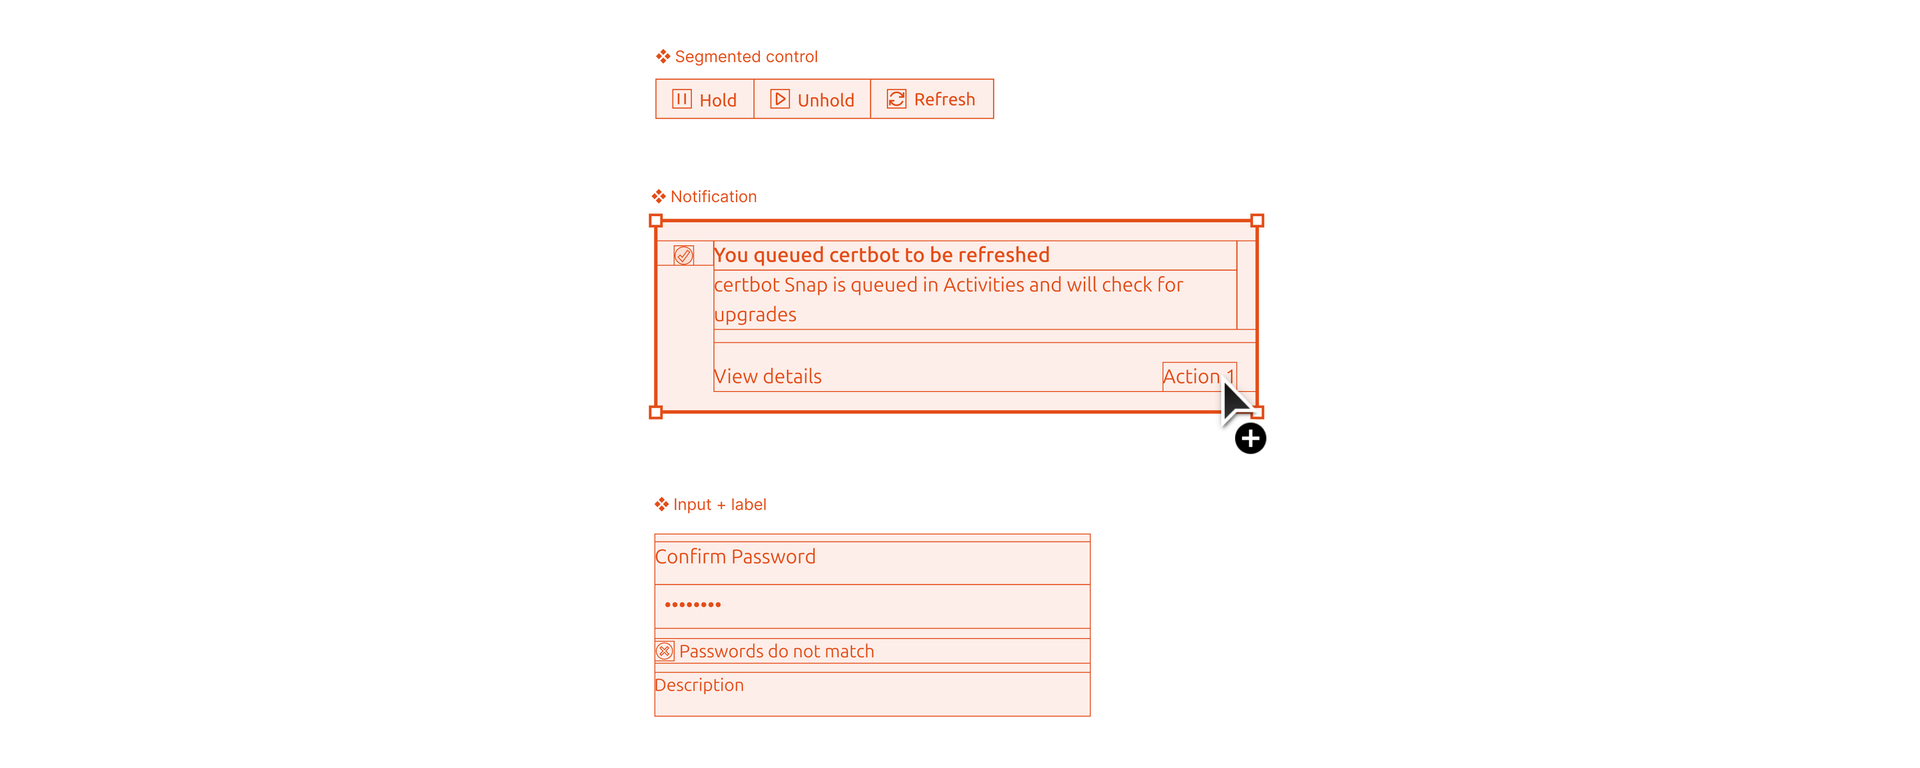 Segmented control
Hold Unhold Refresh
Notification
You queued certbot to be refreshed
certbot Snap is queued in Activities and will check for
upgrades
View details Action 1
Input + label
Confirm Password
••••••••
Passwords do not match
Description